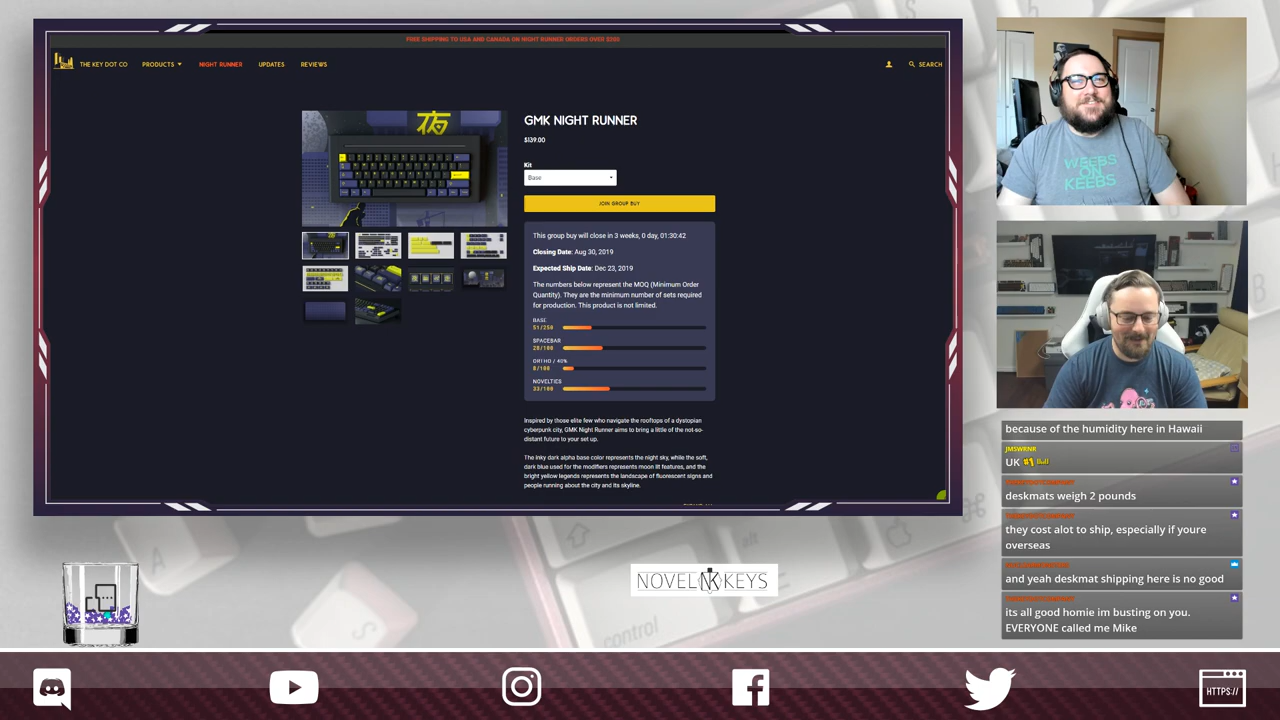 FREE SHIPPING TO USA AND CANADA ON NIGHT RUNNER ORDERS OVER $200
THE KEY DOT CO
PRODUCTS
NIGHT RUNNER
UPDATES
REVIEWS
SEARCH
夜
GMK NIGHT RUNNER
$139.00
Kit
Base
JOIN GROUP BUY
This group buy will close in 3 weeks, 0 day, 01:30:42
Closing Date: Aug 30, 2019
Expected Ship Date: Dec 23, 2019
The numbers below represent the MOQ (Minimum Order
Quantity). They are the minimum number of sets required
for production. This product is not limited.
BASE
51/250
SPACEBAR
28/100
ORTHO / 40%
8/100
NOVELTIES
33/100
Inspired by those elite few who navigate the rooftops of a dystopian
cyberpunk city, GMK Night Runner aims to bring a little of the not-so-
distant future to your set up.
The inky dark alpha base color represents the night sky, while the soft,
dark blue used for the modifiers represents moon lit features, and the
bright yellow legends represents the landscape of fluorescent signs and
people running about the city and its skyline.
WEEBS
ON
KEEBS
because of the humidity here in Hawaii
JMSWRNR
UK #1
deskmats weigh 2 pounds
they cost alot to ship, especially if youre
overseas
and yeah deskmat shipping here is no good
its all good homie im busting on you.
EVERYONE called me Mike
NOVELKEYS
A
alt
control
HTTPS://